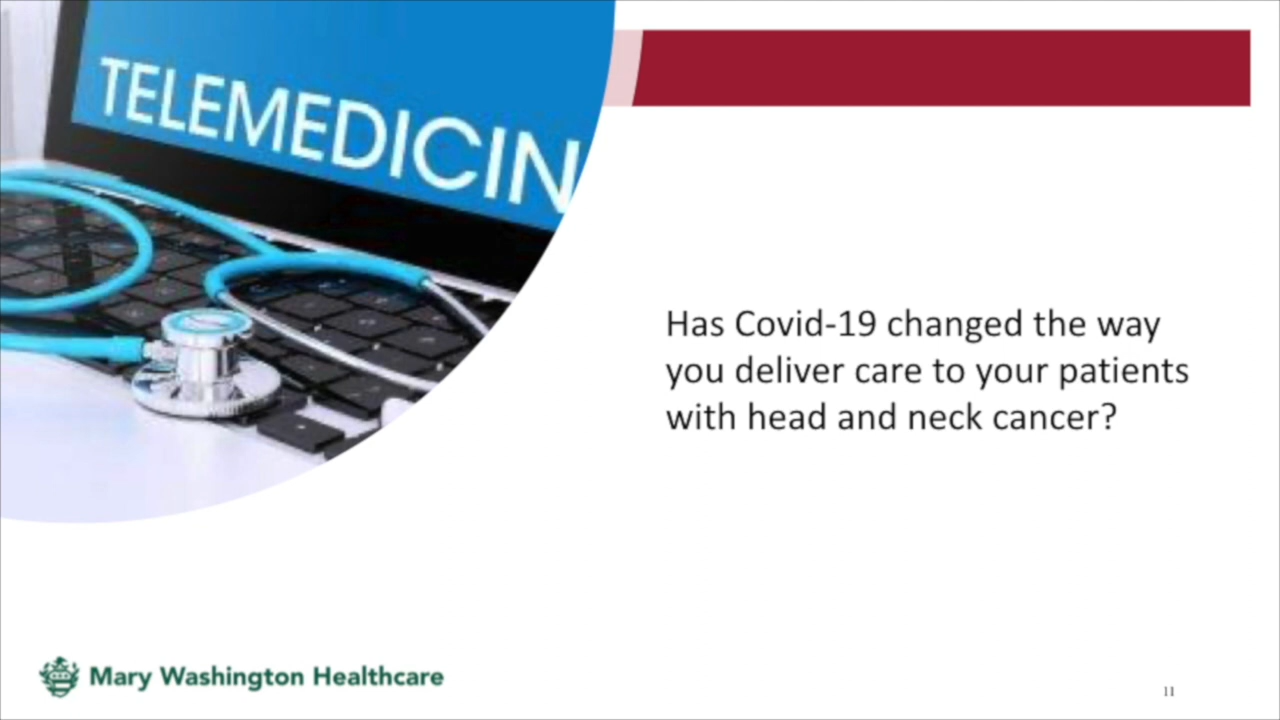 TELEMEDICIN
Has Covid-19 changed the way
you deliver care to your patients
with head and neck cancer?
Mary Washington Healthcare
11